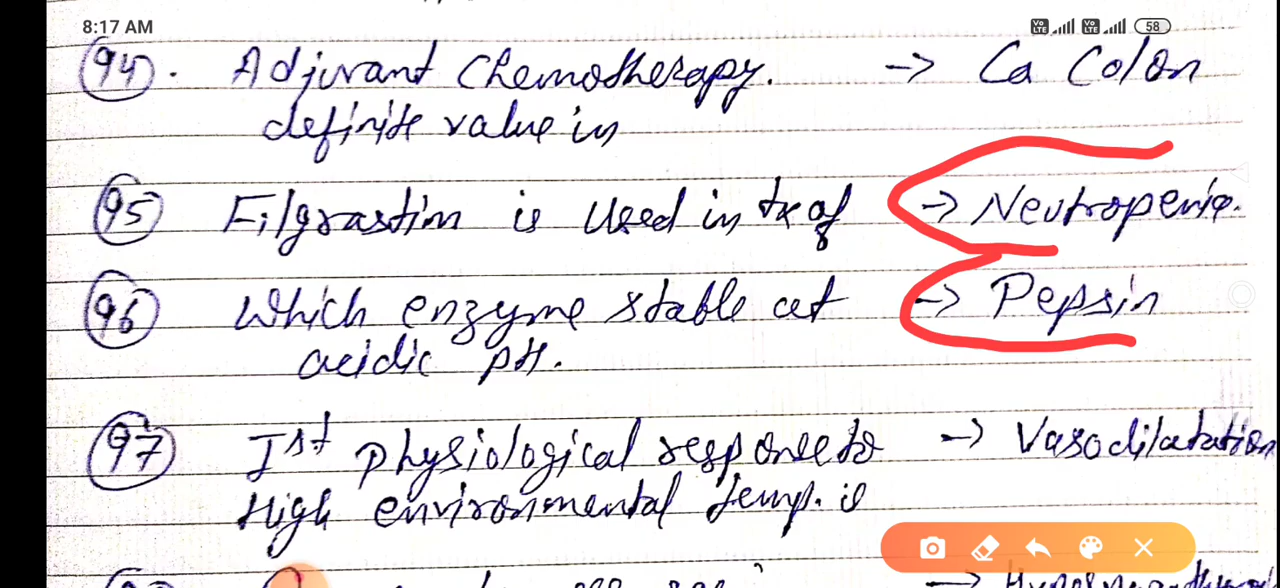 8:17 AM 58
94. Adjuvant Chemotherapy. → Ca Colon
definite value in
95 Filgrastim is used in tx of → Neutropenia.
96 Which enzyme stable at → Pepsin
acidic pH.
97 Ist physiological response to → Vasodilatation
High environmental temp. is